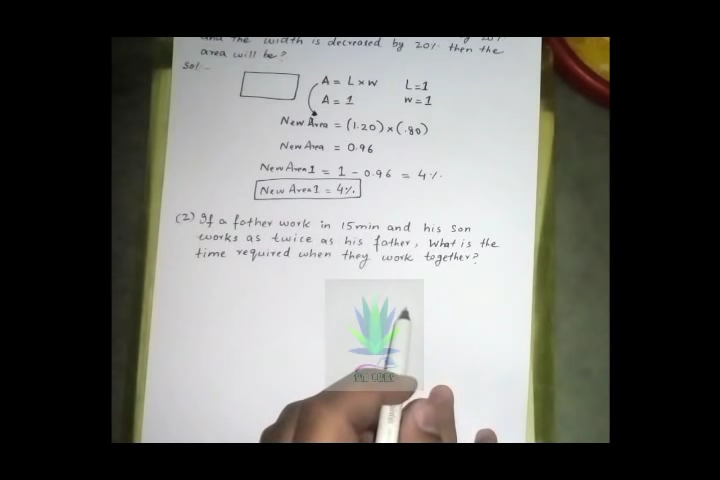 and the width is decreased by 20% then the
area will be?
Sol:-
A = L x w L=1
A = 1 w=1
New Area = (1.20)x(.80)
New Area = 0.96
New Area1 = 1 - 0.96 = 4%.
New Area1 = 4%.
(2) If a father work in 15min and his son
works as twice as his father, What is the
time required when they work together?